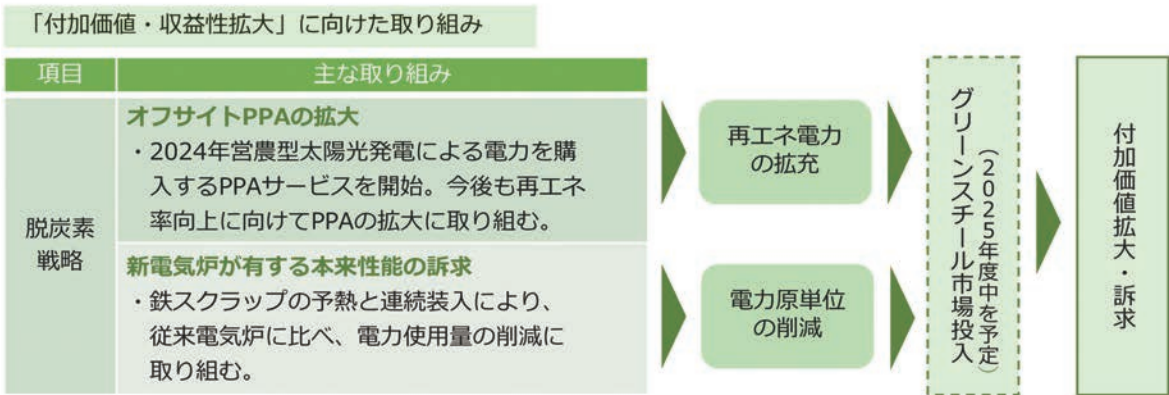 「付加価値・収益性拡大」に向けた取り組み
項目
主な取り組み
脱炭素
戦略
オフサイトPPAの拡大
・2024年営農型太陽光発電による電力を購
入するPPAサービスを開始。今後も再エネ
率向上に向けてPPAの拡大に取り組む。
新電気炉が有する本来性能の訴求
・鉄スクラップの予熱と連続装入により、
従来電気炉に比べ、電力使用量の削減に
取り組む。
再エネ電力
の拡充
電力原単位
の削減
グリーンスチール市場投入
（2025年度中を予定）
付加価値拡大・訴求